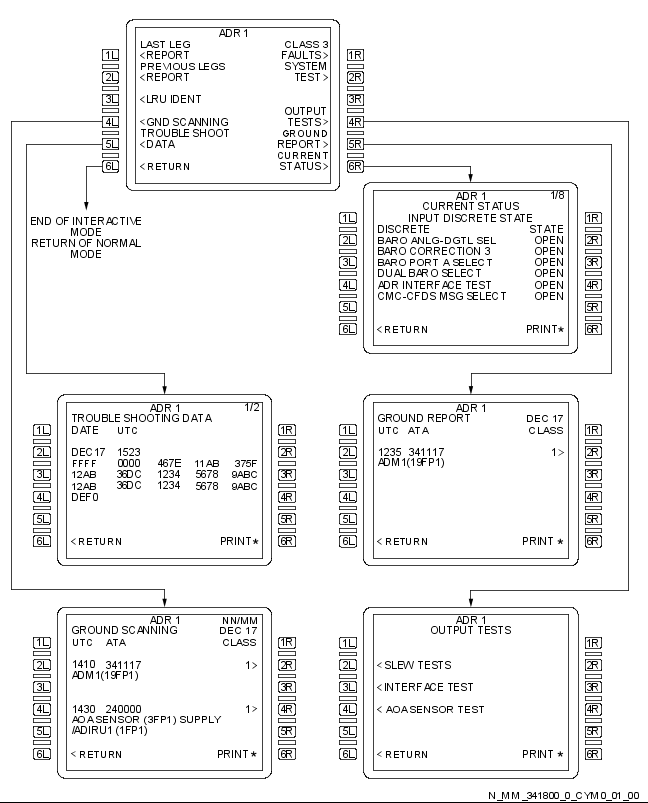 ADR 1
LAST LEG CLASS 3
1L <REPORT FAULTS> 1R
PREVIOUS LEGS SYSTEM
2L <REPORT TEST> 2R
3L <LRU IDENT 3R
OUTPUT
4L <GND SCANNING TESTS> 4R
TROUBLE SHOOT GROUND
5L <DATA REPORT> 5R
CURRENT
6L <RETURN STATUS> 6R
END OF INTERACTIVE
MODE
RETURN OF NORMAL
MODE
ADR 1 1/8
CURRENT STATUS
1L INPUT DISCRETE STATE 1R
DISCRETE STATE
2L BARO ANLG-DGTL SEL OPEN 2R
BARO CORRECTION 3 OPEN
3L BARO PORT A SELECT OPEN 3R
DUAL BARO SELECT OPEN
4L ADR INTERFACE TEST OPEN 4R
CMC-CFDS MSG SELECT OPEN
5L 5R
6L <RETURN PRINT* 6R
ADR 1 1/2
TROUBLE SHOOTING DATA
1L DATE UTC 1R
2L DEC 17 1523 2R
FFFF 0000 467E 11AB 375F
3L 12AB 36DC 1234 5678 9ABC 3R
12AB 36DC 1234 5678 9ABC
4L DEF0 4R
5L 5R
6L <RETURN PRINT* 6R
ADR 1
GROUND REPORT DEC 17
1L UTC ATA CLASS 1R
2L 1235 341117 1> 2R
ADM1(19FP1)
3L 3R
4L 4R
5L 5R
6L <RETURN PRINT * 6R
ADR 1 NN/MM
GROUND SCANNING DEC 17
1L UTC ATA CLASS 1R
2L 1410 341117 1> 2R
ADM1(19FP1)
3L 3R
4L 1430 240000 1> 4R
AOA SENSOR (3FP1) SUPPLY
5L /ADIRU1 (1FP1) 5R
6L <RETURN PRINT * 6R
ADR 1
OUTPUT TESTS
1L 1R
2L <SLEW TESTS 2R
3L <INTERFACE TEST 3R
4L < AOA SENSOR TEST 4R
5L 5R
6L <RETURN PRINT * 6R
N_MM_341800_0_CYM0_01_00